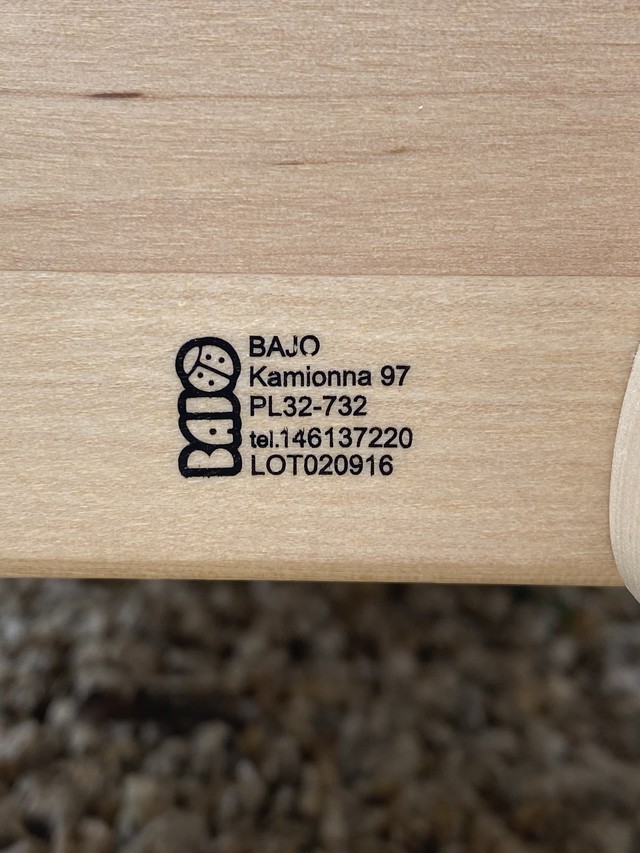 BAJO
BAJO
Kamionna 97
PL32-732
tel.146137220
LOT020916